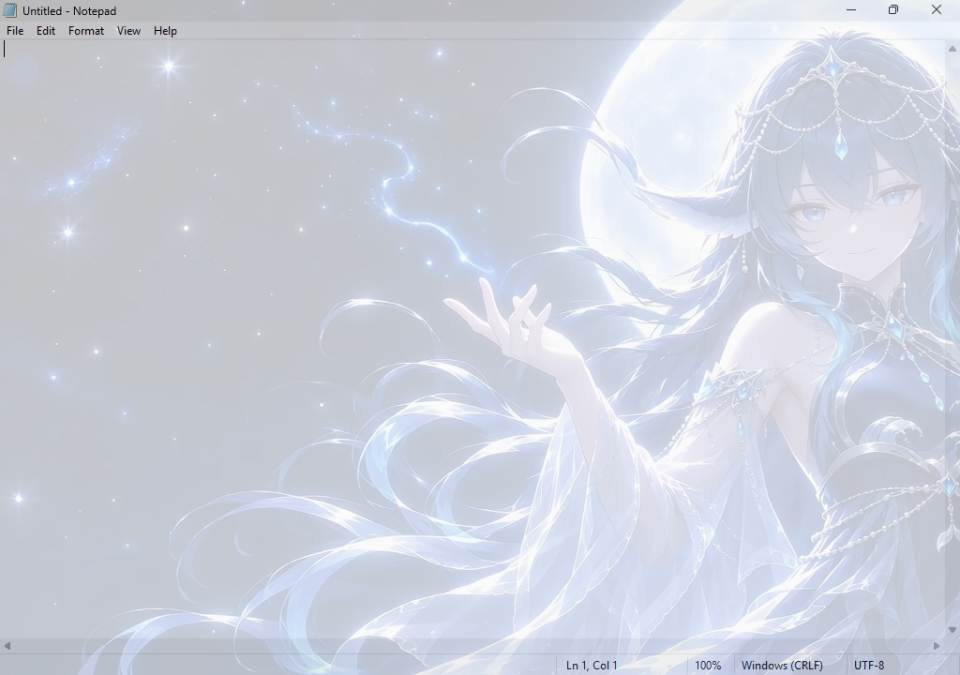 Untitled - Notepad
File Edit Format View Help
Ln 1, Col 1 100% Windows (CRLF) UTF-8